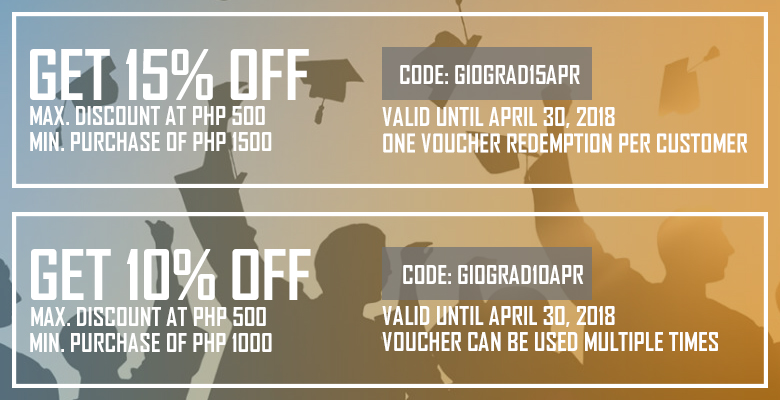 GET 15% OFF
MAX. DISCOUNT AT PHP 500
MIN. PURCHASE OF PHP 1500
CODE: GIOGRAD15APR
VALID UNTIL APRIL 30, 2018
ONE VOUCHER REDEMPTION PER CUSTOMER
GET 10% OFF
MAX. DISCOUNT AT PHP 500
MIN. PURCHASE OF PHP 1000
CODE: GIOGRAD10APR
VALID UNTIL APRIL 30, 2018
VOUCHER CAN BE USED MULTIPLE TIMES